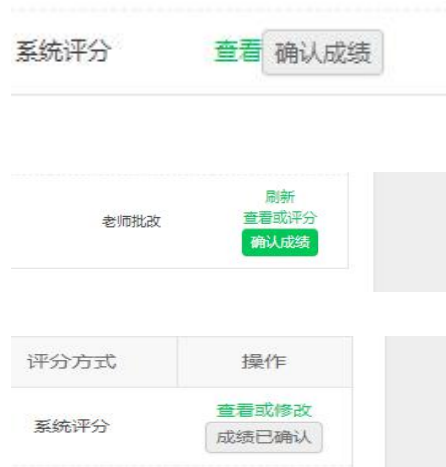 系统评分 查看 确认成绩
刷新
老师批改 查看或评分
确认成绩
评分方式 操作
查看或修改
系统评分
成绩已确认